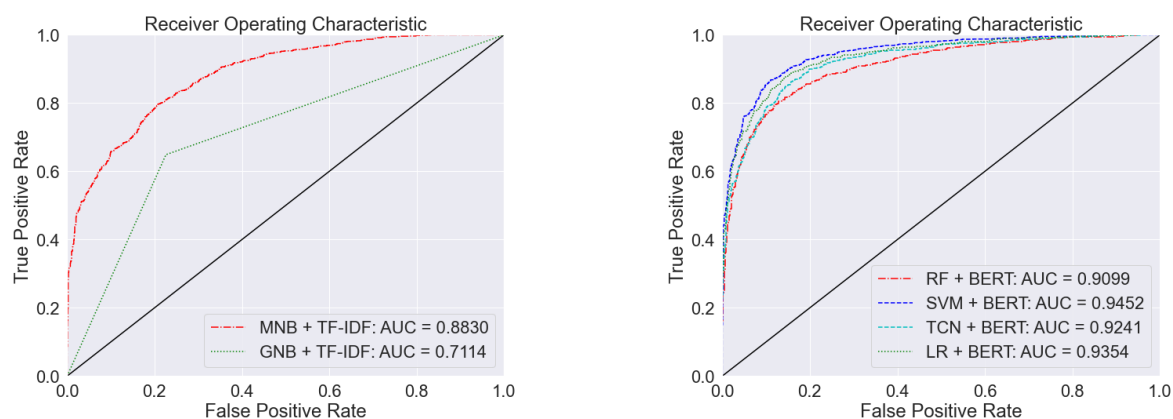 Receiver Operating Characteristic
1.0
0.8
0.6
0.4
0.2
0.0
True Positive Rate
MNB + TF-IDF: AUC = 0.8830
GNB + TF-IDF: AUC = 0.7114
0.0 0.2 0.4 0.6 0.8 1.0
False Positive Rate
Receiver Operating Characteristic
1.0
0.8
0.6
0.4
0.2
0.0
True Positive Rate
RF + BERT: AUC = 0.9099
SVM + BERT: AUC = 0.9452
TCN + BERT: AUC = 0.9241
LR + BERT: AUC = 0.9354
0.0 0.2 0.4 0.6 0.8 1.0
False Positive Rate